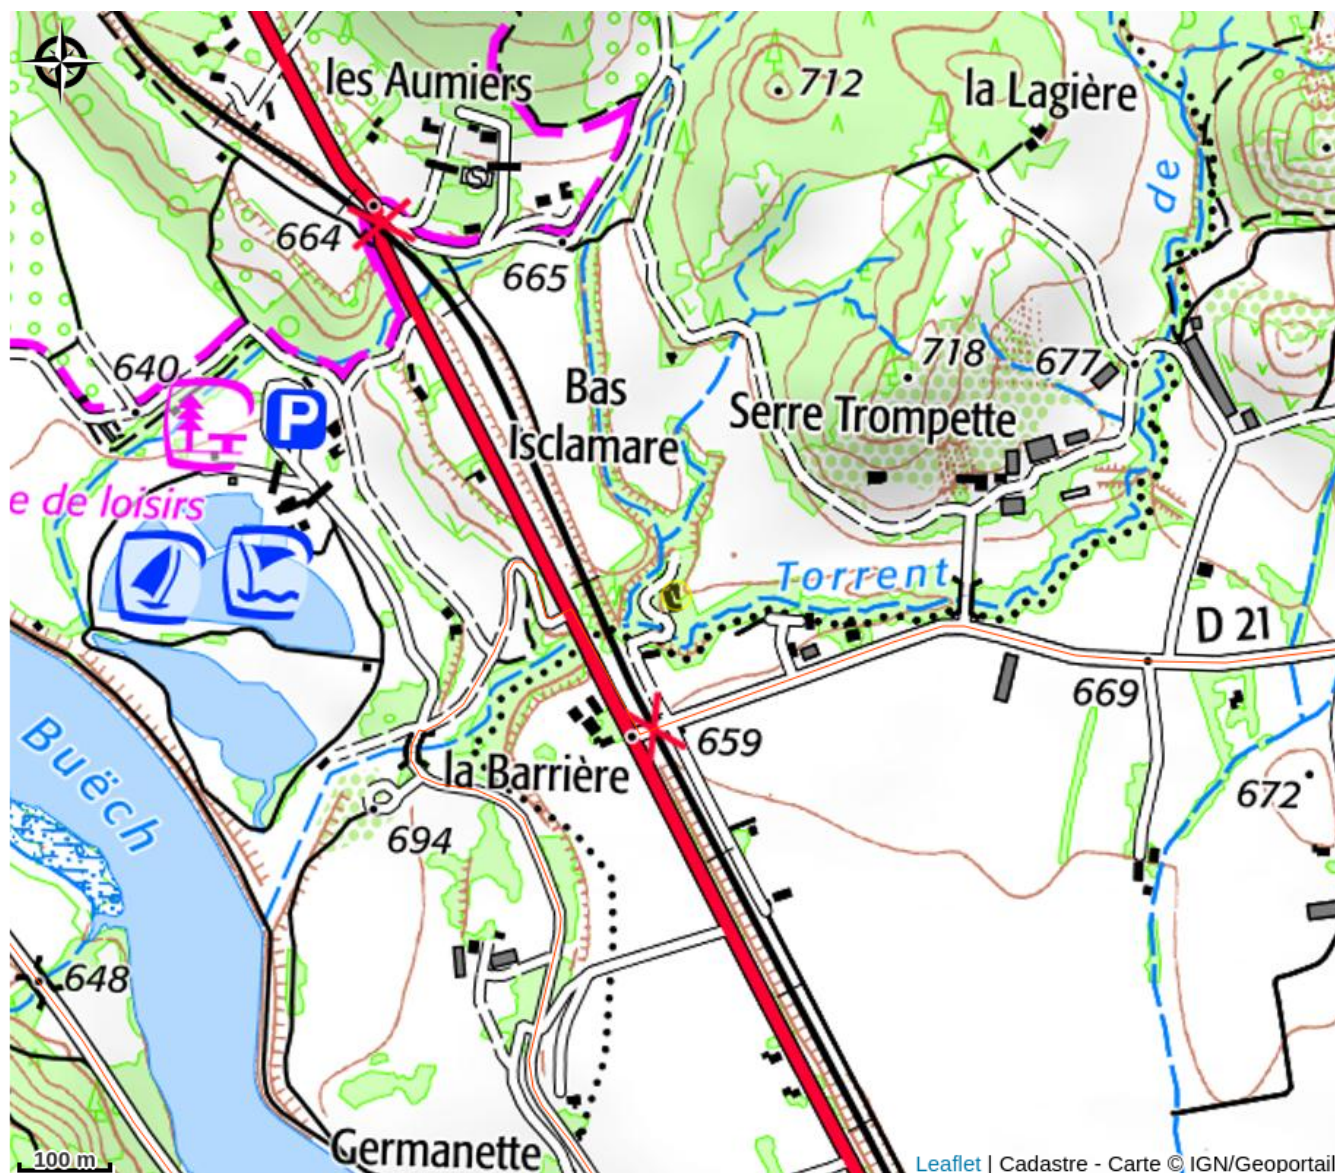 les Aumiers
712
la Lagière
de
S
664
665
640
P
Bas
Isclamare
718
677
Serre Trompette
e de loisirs
Torrent
D 21
669
659
672
Buëch
la Barrière
694
648
Germanette
100 m
Leaflet | Cadastre - Carte © IGN/Geoportail